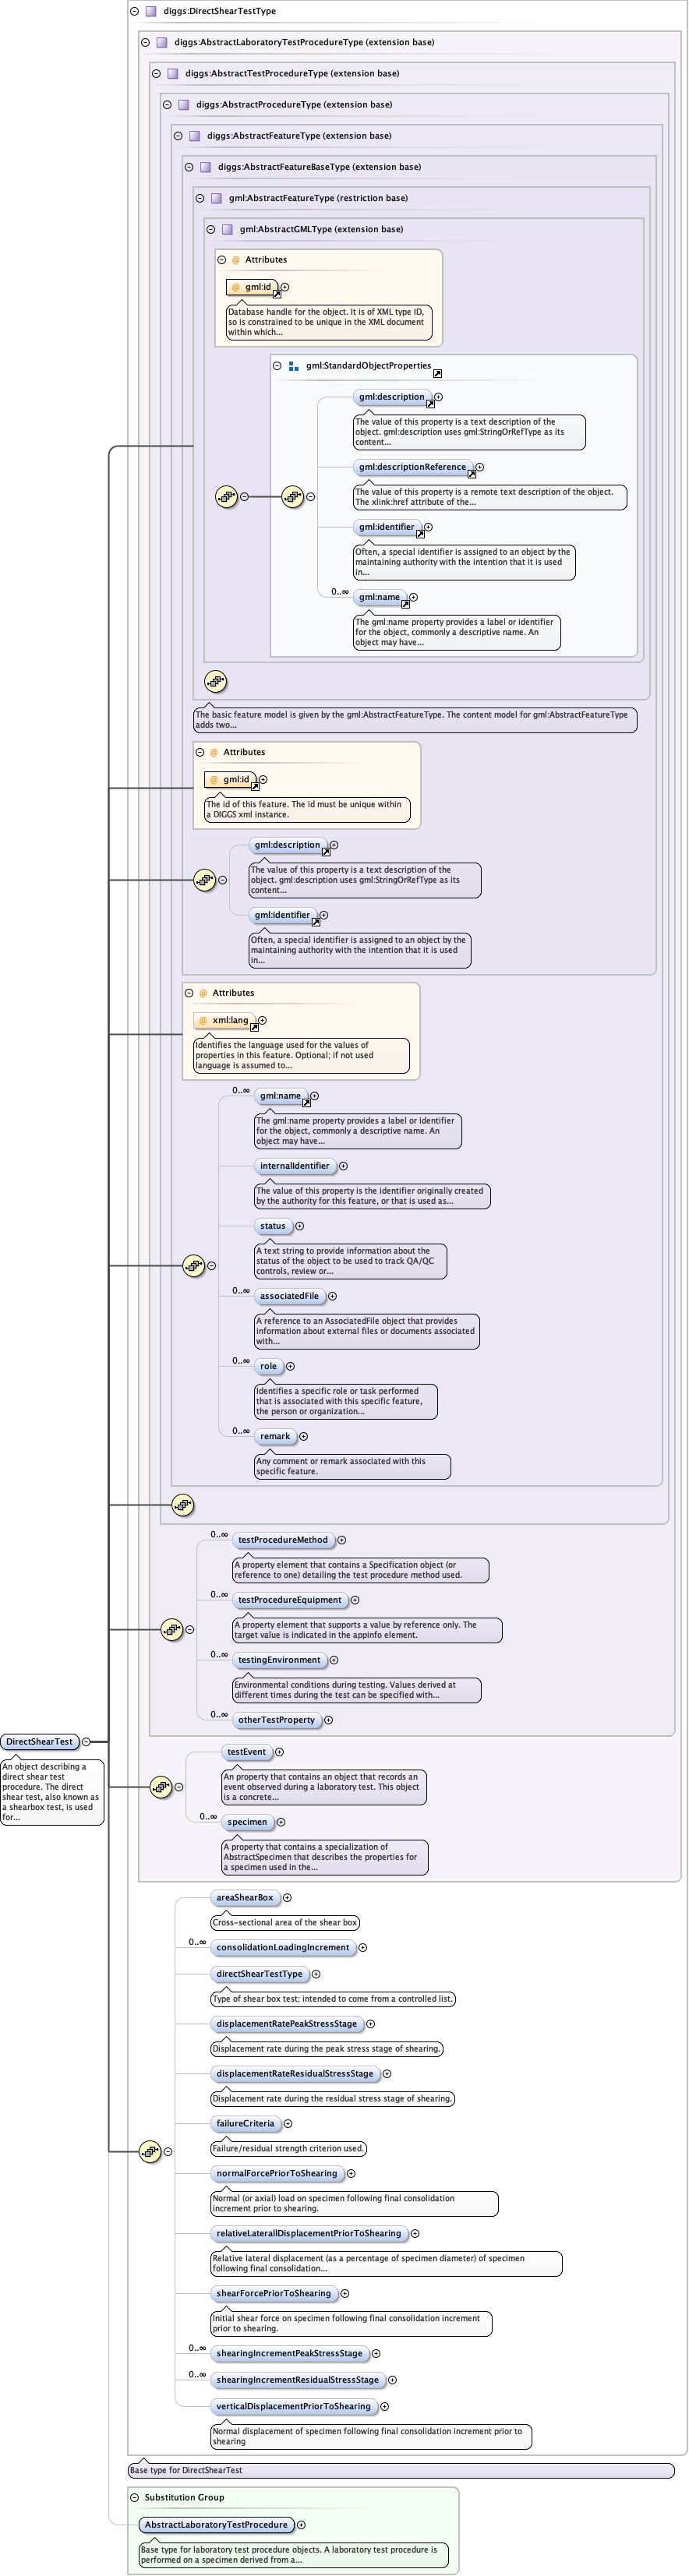 diggs:DirectShearTestType
diggs:AbstractLaboratoryTestProcedureType (extension base)
diggs:AbstractTestProcedureType (extension base)
diggs:AbstractProcedureType (extension base)
diggs:AbstractFeatureType (extension base)
diggs:AbstractFeatureBaseType (extension base)
gml:AbstractFeatureType (restriction base)
gml:AbstractGMLType (extension base)
@ Attributes
@ gml:id
Database handle for the object. It is of XML type ID,
so is constrained to be unique in the XML document
within which...
gml:StandardObjectProperties
gml:description
The value of this property is a text description of the
object. gml:description uses gml:StringOrRefType as its
content...
gml:descriptionReference
The value of this property is a remote text description of the object.
The xlink:href attribute of the...
gml:identifier
Often, a special identifier is assigned to an object by the
maintaining authority with the intention that it is used
in...
0..∞
gml:name
The gml:name property provides a label or identifier
for the object, commonly a descriptive name. An
object may have...
The basic feature model is given by the gml:AbstractFeatureType. The content model for gml:AbstractFeatureType
adds two...
@ Attributes
@ gml:id
The id of this feature. The id must be unique within
a DIGGS xml instance.
gml:description
The value of this property is a text description of the
object. gml:description uses gml:StringOrRefType as its
content...
gml:identifier
Often, a special identifier is assigned to an object by the
maintaining authority with the intention that it is used
in...
@ Attributes
@ xml:lang
Identifies the language used for the values of
properties in this feature. Optional; if not used
language is assumed to...
0..∞
gml:name
The gml:name property provides a label or identifier
for the object, commonly a descriptive name. An
object may have...
internalIdentifier
The value of this property is the identifier originally created
by the authority for this feature, or that is used as...
status
A text string to provide information about the
status of the object to be used to track QA/QC
controls, review or...
0..∞
associatedFile
A reference to an AssociatedFile object that provides
information about external files or documents associated
with...
0..∞
role
Identifies a specific role or task performed
that is associated with this specific feature,
the person or organization...
0..∞
remark
Any comment or remark associated with this
specific feature.
0..∞
testProcedureMethod
A property element that contains a Specification object (or
reference to one) detailing the test procedure method used.
0..∞
testProcedureEquipment
A property element that supports a value by reference only. The
target value is indicated in the appinfo element.
0..∞
testingEnvironment
Environmental conditions during testing. Values derived at
different times during the test can be specified with...
0..∞
otherTestProperty
DirectShearTest
An object describing a
direct shear test
procedure. The direct
shear test, also known as
a shearbox test, is used
for...
testEvent
An property that contains an object that records an
event observed during a laboratory test. This object
is a concrete...
0..∞
specimen
A property that contains a specialization of
AbstractSpecimen that describes the properties for
a specimen used in the...
areaShearBox
Cross-sectional area of the shear box
0..∞
consolidationLoadingIncrement
directShearTestType
Type of shear box test; intended to come from a controlled list.
displacementRatePeakStressStage
Displacement rate during the peak stress stage of shearing.
displacementRateResidualStressStage
Displacement rate during the residual stress stage of shearing.
failureCriteria
Failure/residual strength criterion used.
normalForcePriorToShearing
Normal (or axial) load on specimen following final consolidation
increment prior to shearing.
relativeLaterallDisplacementPriorToShearing
Relative lateral displacement (as a percentage of specimen diameter) of specimen
following final consolidation...
shearForcePriorToShearing
Initial shear force on specimen following final consolidation increment
prior to shearing.
0..∞
shearingIncrementPeakStressStage
0..∞
shearingIncrementResidualStressStage
verticalDisplacementPriorToShearing
Normal displacement of specimen following final consolidation increment prior to
shearing
Base type for DirectShearTest
Substitution Group
AbstractLaboratoryTestProcedure
Base type for laboratory test procedure objects. A laboratory test procedure is
performed on a specimen derived from a...